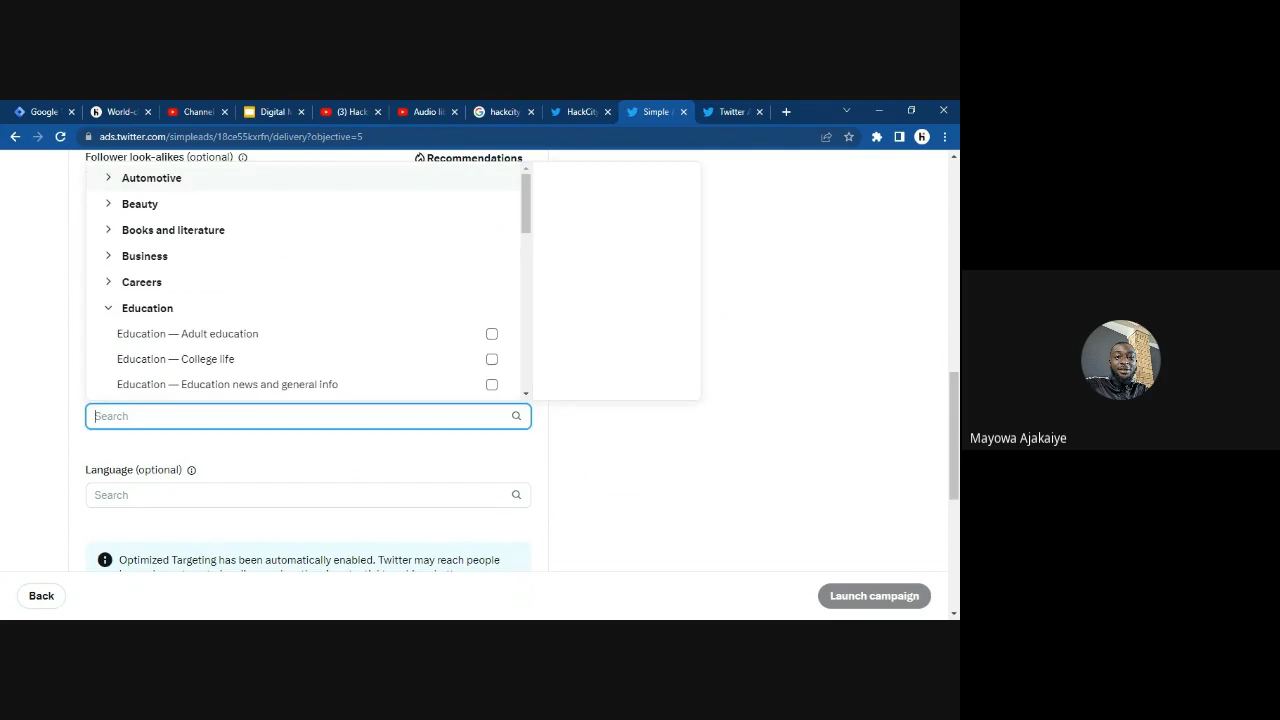 Google
World-c
Channel
Digital M
(3) Hack
Audio lib
hackcity
HackCity
Simple A
Twitter A
ads.twitter.com/simpleads/18ce55kxrfn/delivery?objective=5
Follower look-alikes (optional)
Recommendations
Automotive
Beauty
Books and literature
Business
Careers
Education
Education — Adult education
Education — College life
Education — Education news and general info
Search
Language (optional)
Search
Optimized Targeting has been automatically enabled. Twitter may reach people
Back
Launch campaign
Mayowa Ajakaiye